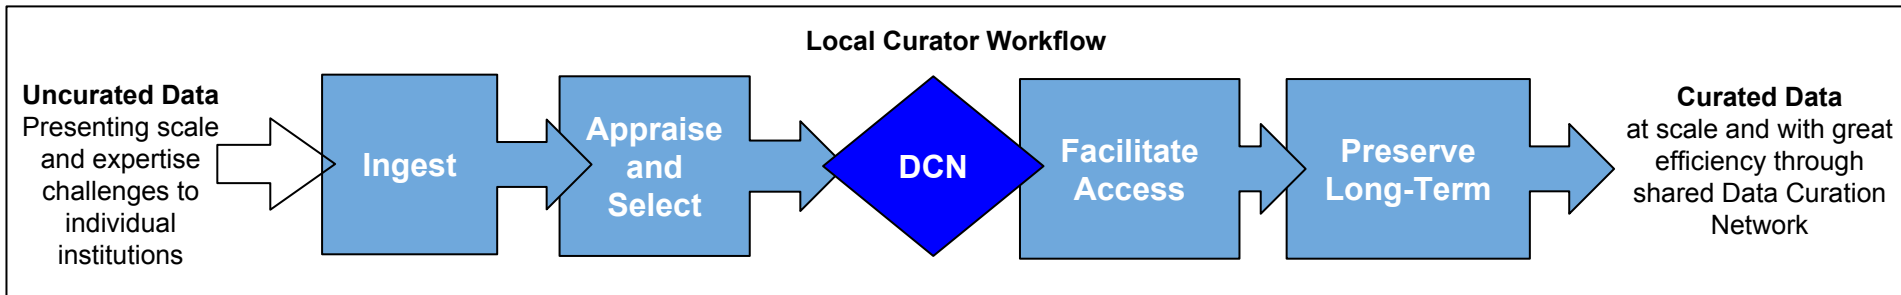 Local Curator Workflow
Uncurated Data
Presenting scale
and expertise
challenges to
individual
institutions
Ingest
Appraise
and
Select
DCN
Facilitate
Access
Preserve
Long-Term
Curated Data
at scale and with great
efficiency through
shared Data Curation
Network